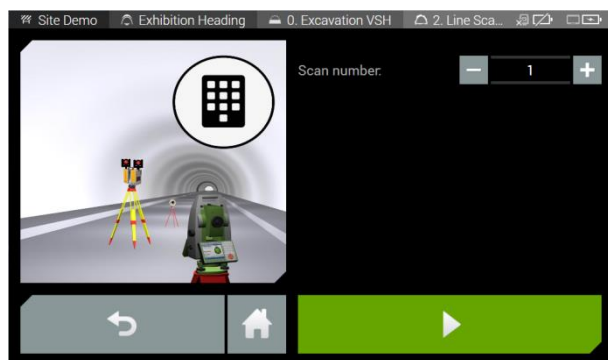 Site Demo Exhibition Heading 0. Excavation VSH 2. Line Sca...
Scan number:
1